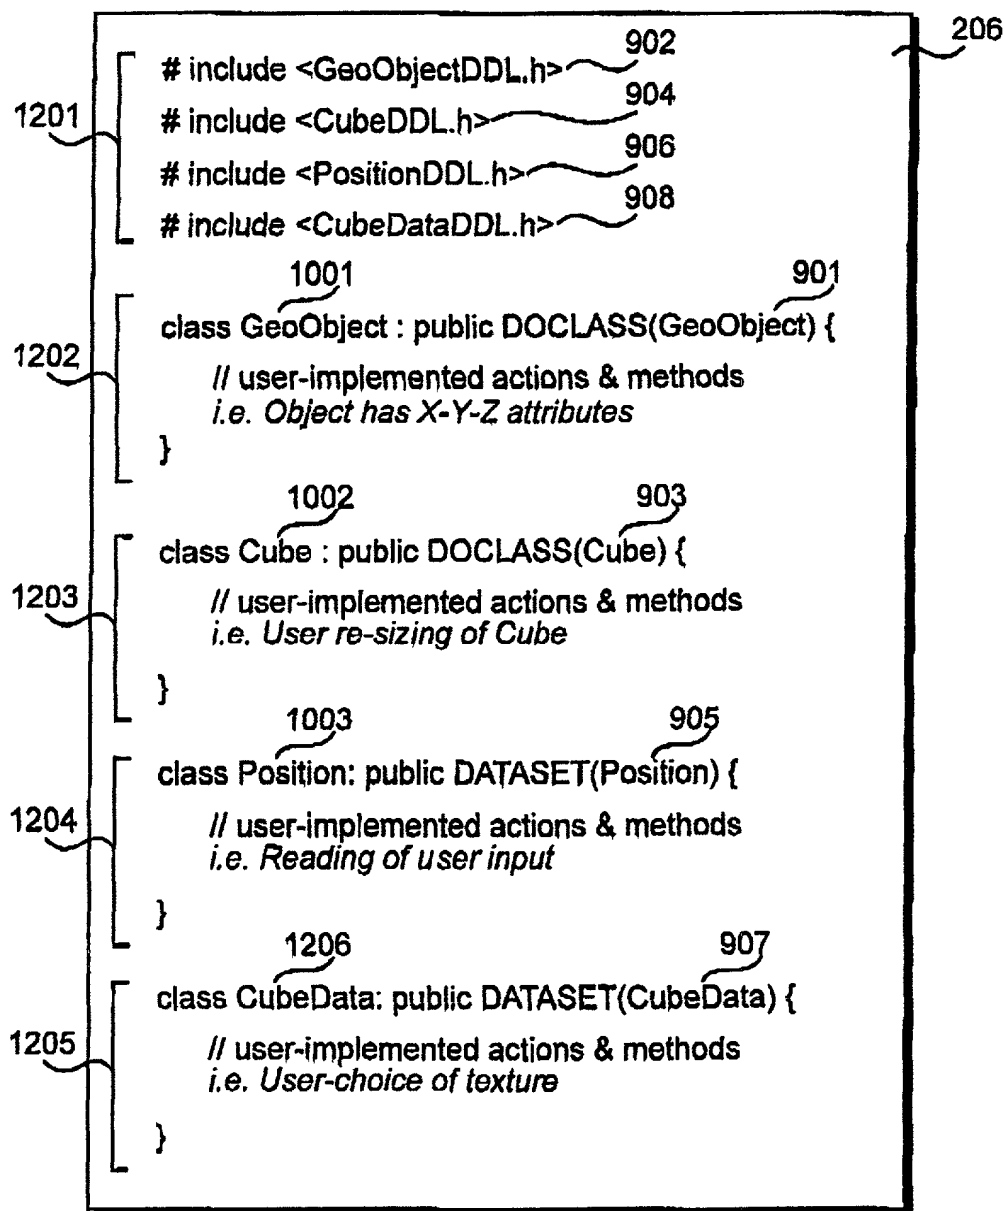 206
902
# include <GeoObjectDDL.h>
904
1201
# include <CubeDDL.h>
906
# include <PositionDDL.h>
908
# include <CubeDataDDL.h>
1001 901
class GeoObject : public DOCLASS(GeoObject) {
1202
// user-implemented actions & methods
i.e. Object has X-Y-Z attributes
}
1002 903
class Cube : public DOCLASS(Cube) {
1203
// user-implemented actions & methods
i.e. User re-sizing of Cube
}
1003 905
class Position: public DATASET(Position) {
1204
// user-implemented actions & methods
i.e. Reading of user input
}
1206 907
class CubeData: public DATASET(CubeData) {
1205
// user-implemented actions & methods
i.e. User-choice of texture
}